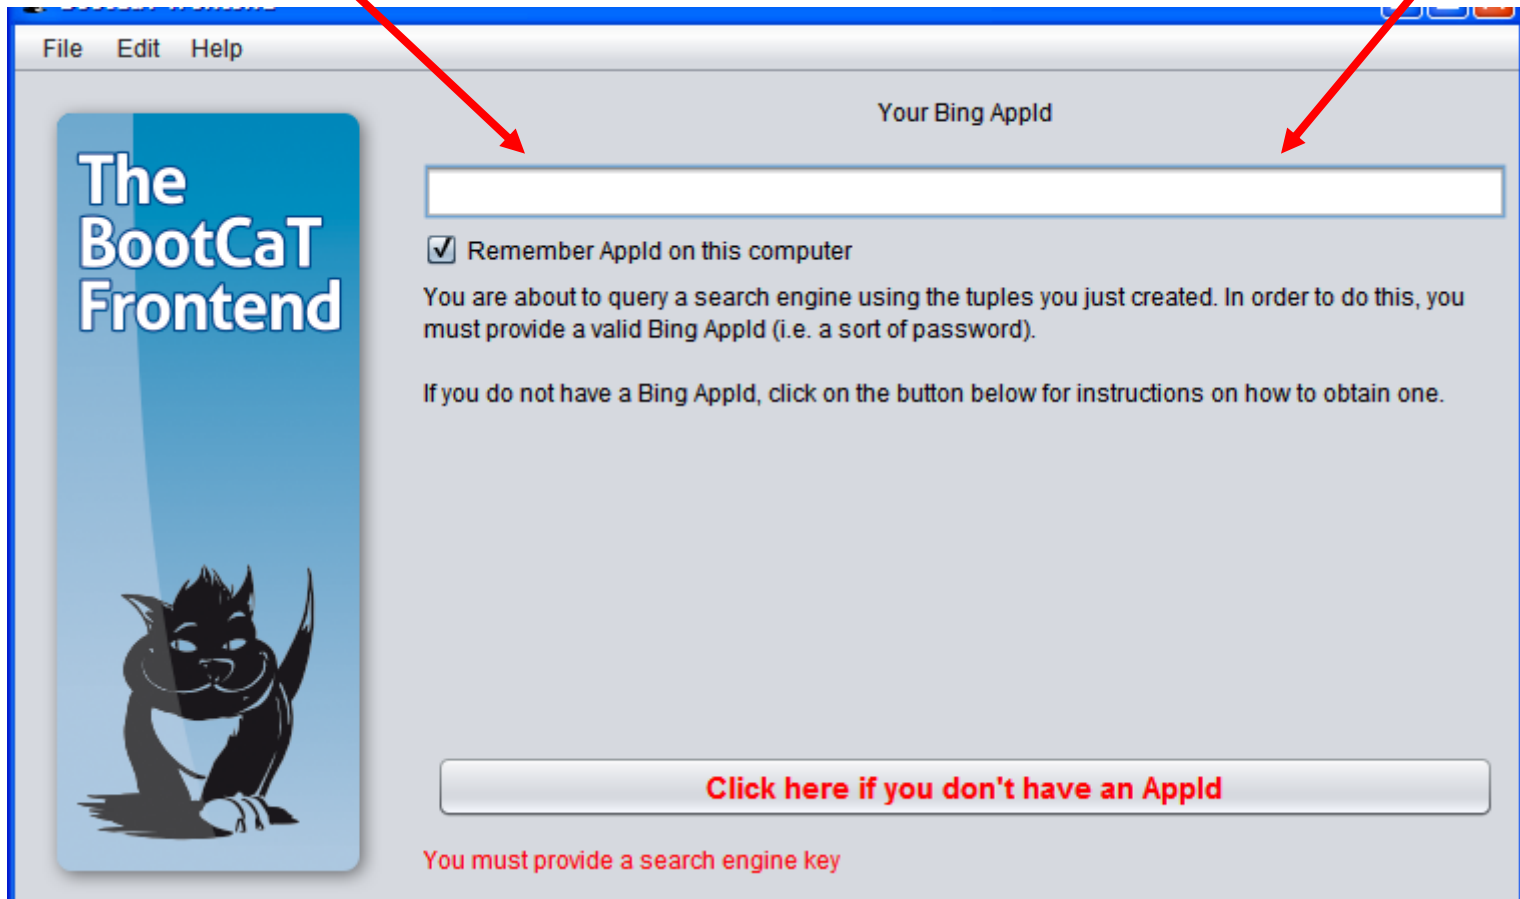 BootCaT frontend
File Edit Help
The
BootCaT
Frontend
Your Bing AppId
Remember AppId on this computer
You are about to query a search engine using the tuples you just created. In order to do this, you
must provide a valid Bing AppId (i.e. a sort of password).
If you do not have a Bing AppId, click on the button below for instructions on how to obtain one.
Click here if you don't have an AppId
You must provide a search engine key